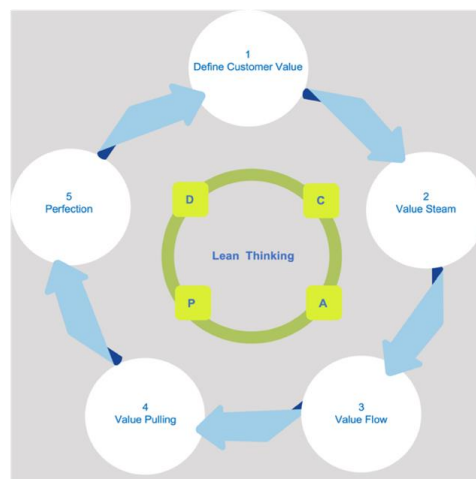 1
Define Customer Value
5
Perfection
2
Value Steam
D
C
Lean Thinking
P
A
4
Value Pulling
3
Value Flow